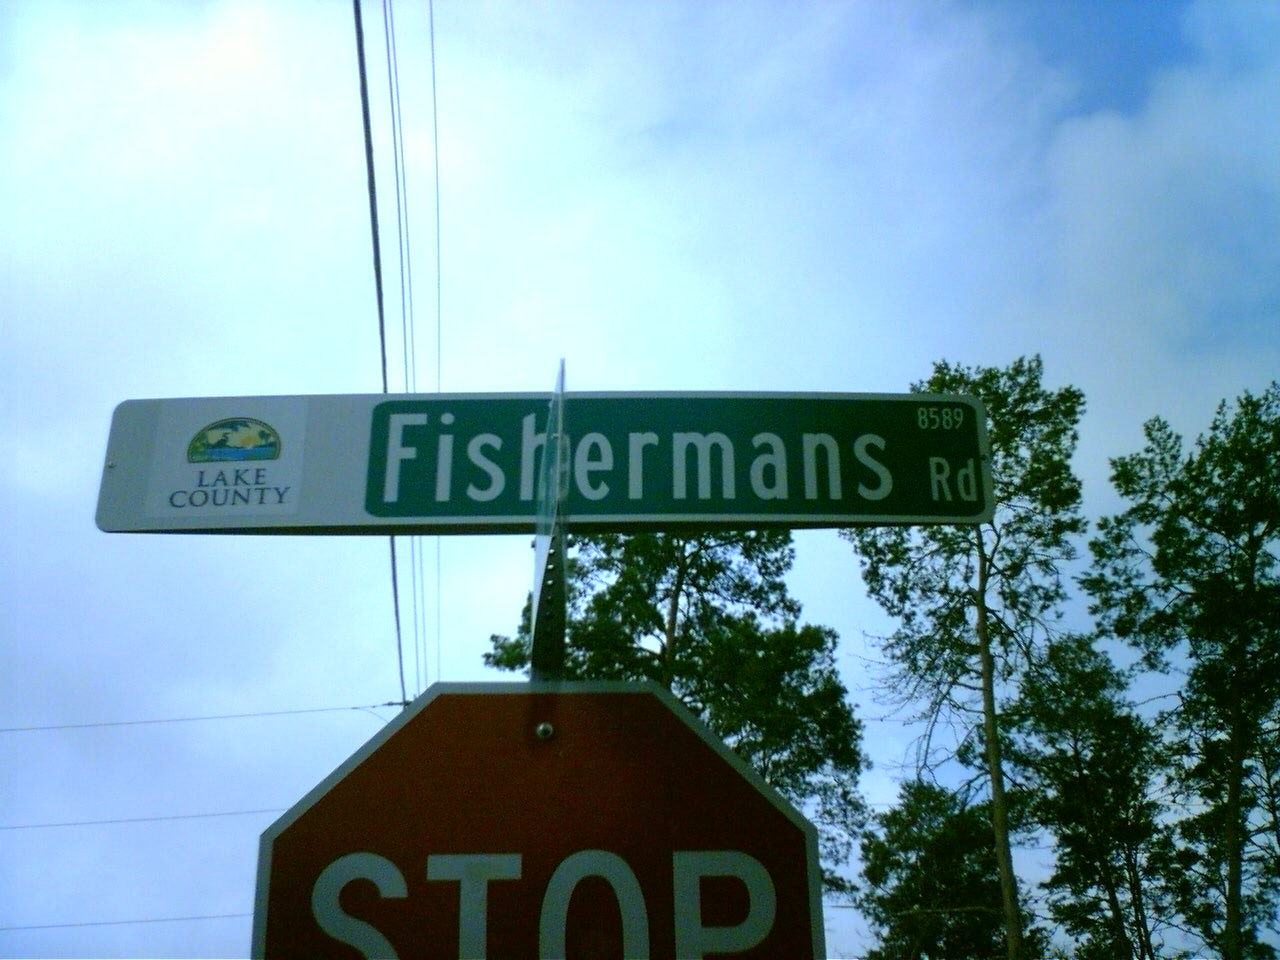 LAKE
COUNTY
Fishermans Rd
8589
STOP